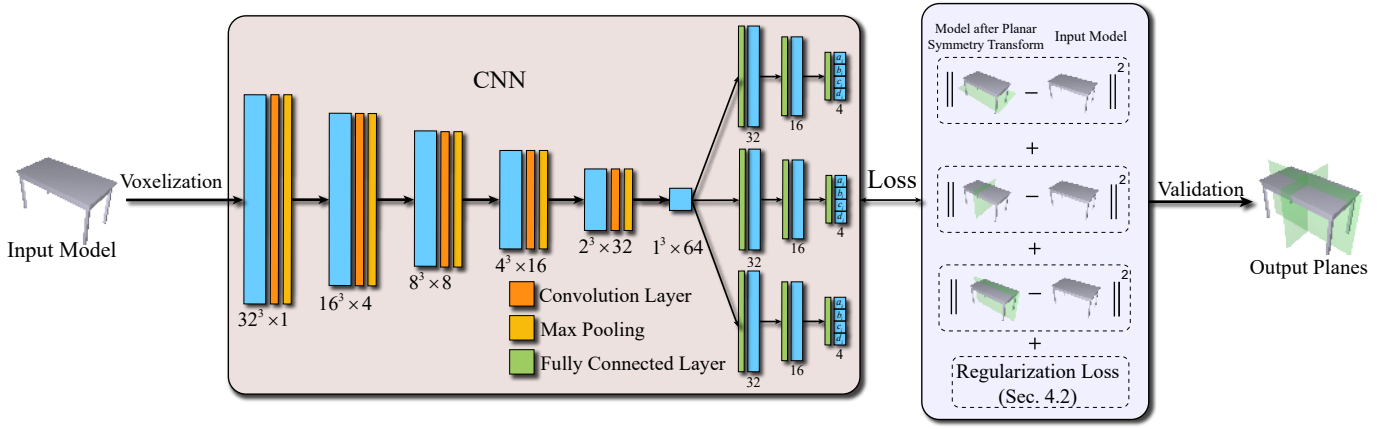 Input Model
Voxelization
CNN
32³ ×1
16³ ×4
8³ ×8
4³ ×16
2³ ×32
1³ ×64
Convolution Layer
Max Pooling
Fully Connected Layer
32
16
a
b
c
d
4
32
16
a
b
c
d
4
32
16
a
b
c
d
4
Loss
Model after Planar
Symmetry Transform
Input Model
|| − ||²
+
|| − ||²
+
|| − ||²
+
Regularization Loss
(Sec. 4.2)
Validation
Output Planes